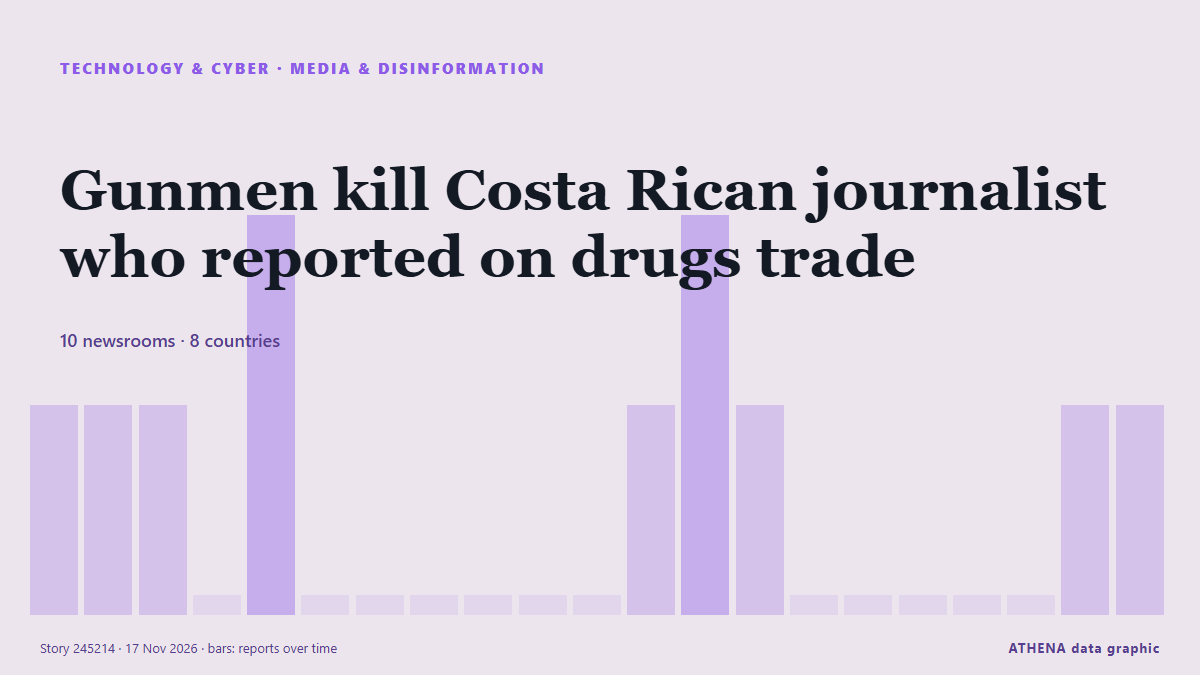 TECHNOLOGY & CYBER · MEDIA & DISINFORMATION
Gunmen kill Costa Rican journalist
who reported on drugs trade
10 newsrooms · 8 countries
Story 245214 · 17 Nov 2026 · bars: reports over time
ATHENA data graphic